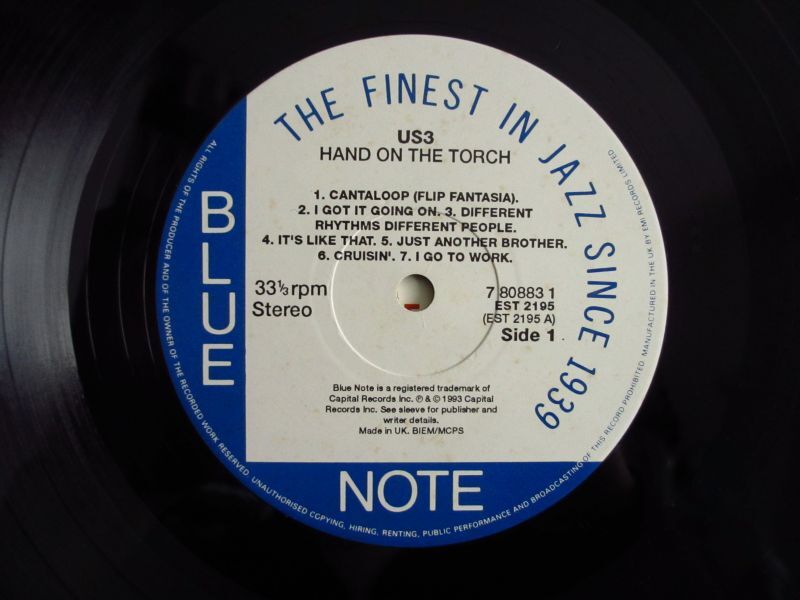 THE FINEST IN JAZZ SINCE 1939
US3
HAND ON THE TORCH
1. CANTALOOP (FLIP FANTASIA).
2. I GOT IT GOING ON. 3. DIFFERENT
RHYTHMS DIFFERENT PEOPLE.
4. IT'S LIKE THAT. 5. JUST ANOTHER BROTHER.
6. CRUISIN'. 7. I GO TO WORK.
33⅓rpm
Stereo
7 80883 1
EST 2195
(EST 2195 A)
Side 1
Blue Note is a registered trademark of
Capital Records Inc. ℗ & © 1993 Capital
Records Inc. See sleeve for publisher and
writer details.
Made in UK. BIEM/MCPS
BLUE
NOTE
ALL RIGHTS OF THE PRODUCER AND OF THE OWNER OF THE RECORDED WORK RESERVED. UNAUTHORISED COPYING, HIRING, RENTING, PUBLIC PERFORMANCE AND BROADCASTING OF THIS RECORD PROHIBITED. MANUFACTURED IN THE UK BY EMI RECORDS LIMITED